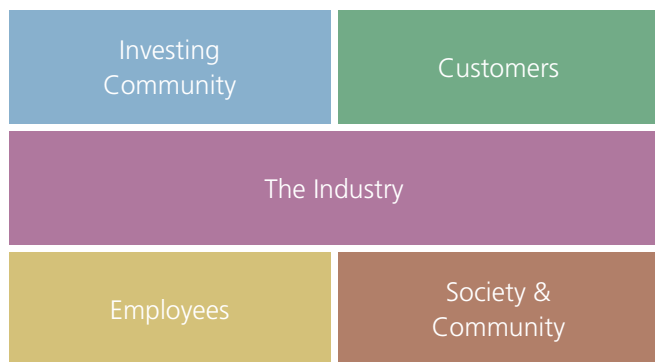 Investing
Community
Customers
The Industry
Employees
Society &
Community